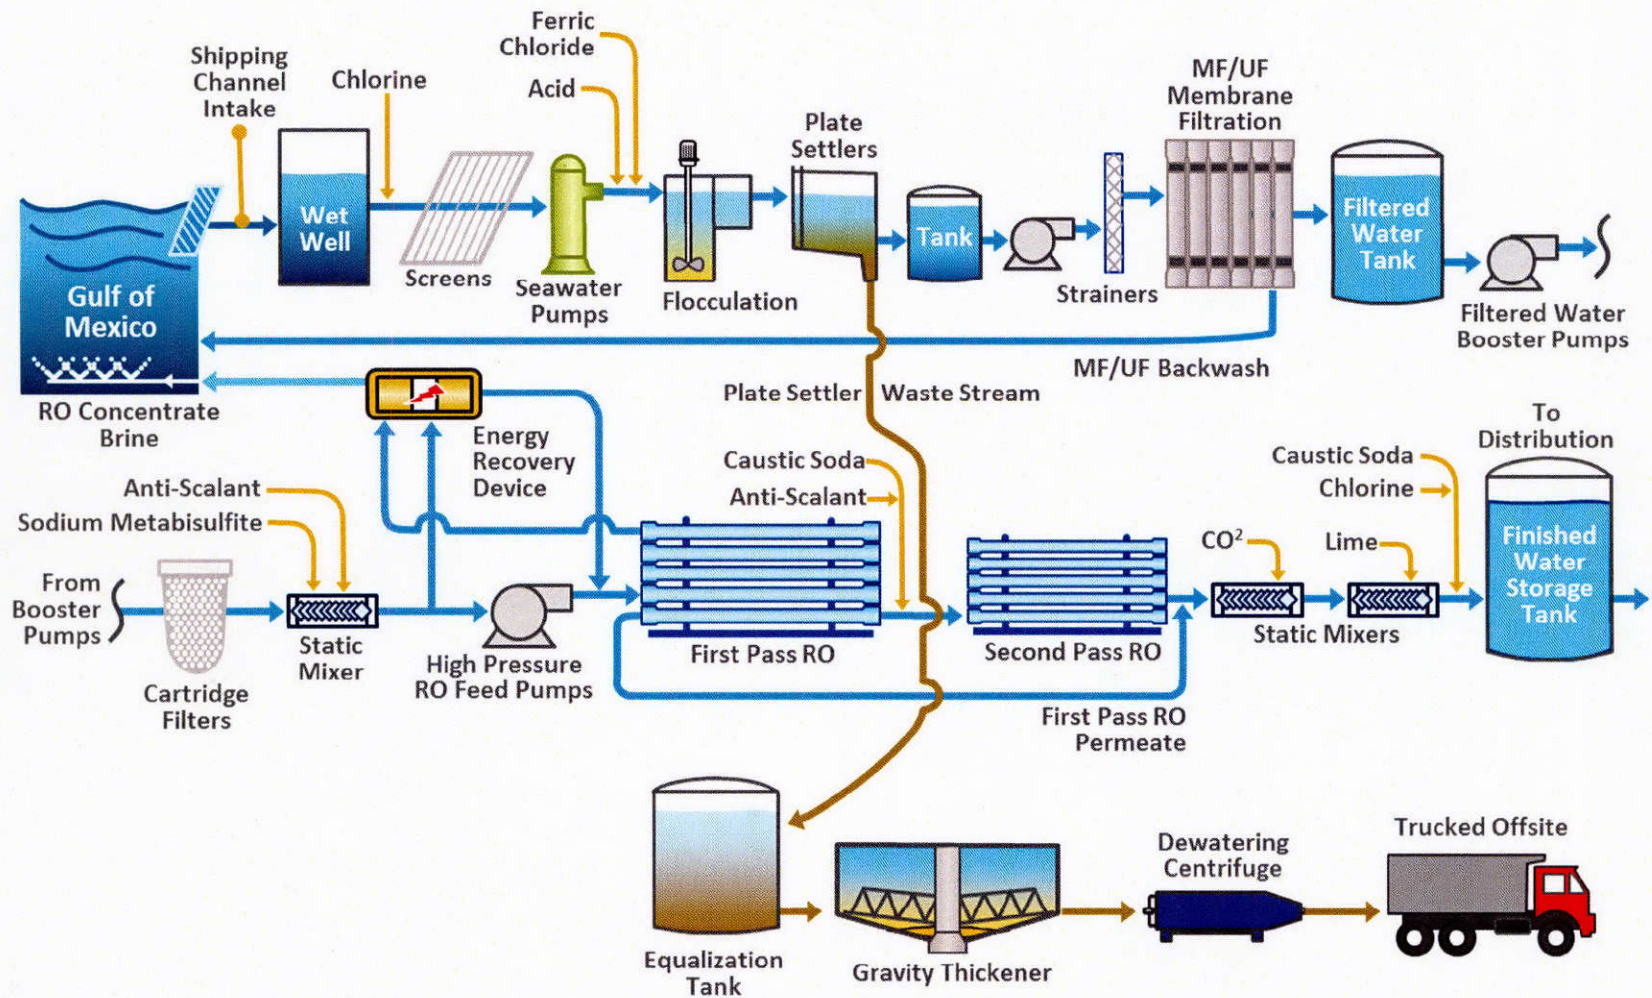 Shipping
Channel
Intake
Chlorine
Ferric
Chloride
Acid
Plate
Settlers
MF/UF
Membrane
Filtration
Wet
Well
Screens
Seawater
Pumps
Flocculation
Tank
Strainers
Filtered
Water
Tank
Filtered Water
Booster Pumps
Gulf of
Mexico
MF/UF Backwash
RO Concentrate
Brine
Energy
Recovery
Device
Plate Settler Waste Stream
Caustic Soda
Anti-Scalant
To
Distribution
Caustic Soda
Chlorine
Anti-Scalant
Sodium Metabisulfite
CO²
Lime
Finished
Water
Storage
Tank
From
Booster
Pumps
Cartridge
Filters
Static
Mixer
High Pressure
RO Feed Pumps
First Pass RO
Second Pass RO
Static Mixers
First Pass RO
Permeate
Equalization
Tank
Gravity Thickener
Dewatering
Centrifuge
Trucked Offsite